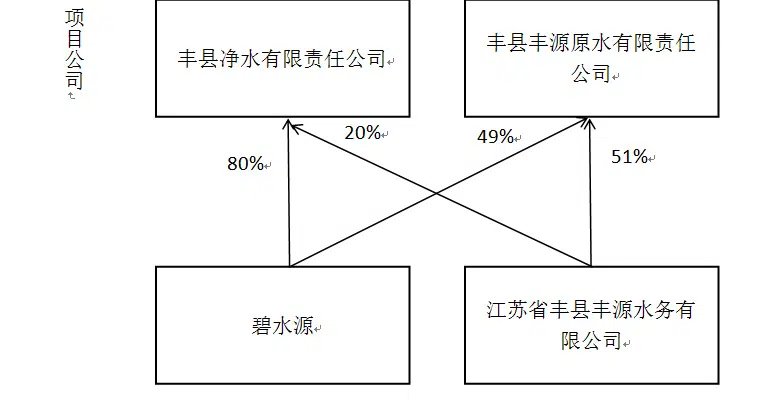 项目公司
丰县净水有限责任公司
丰县丰源原水有限责任
公司
20%
49%
80%
51%
碧水源
江苏省丰县丰源水务有
限公司